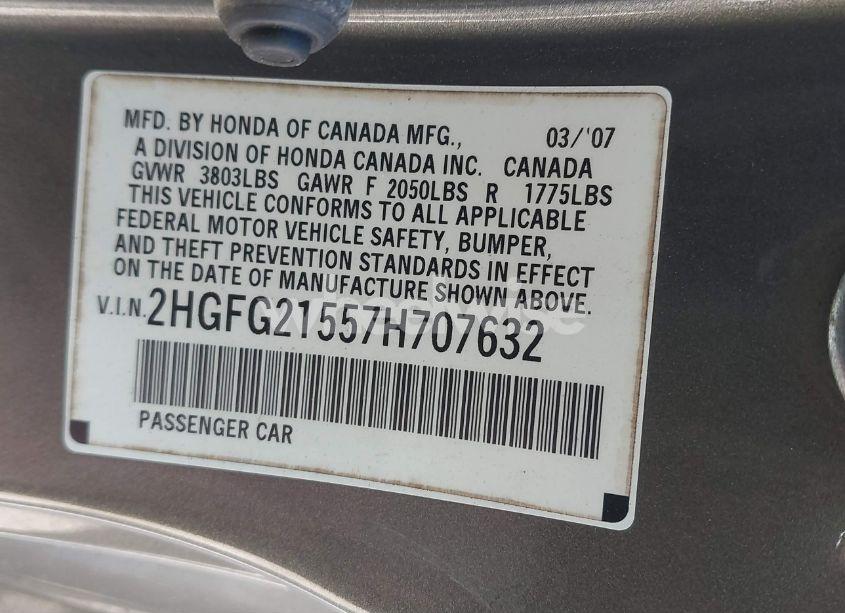 MFD. BY HONDA OF CANADA MFG., 03/'07
A DIVISION OF HONDA CANADA INC. CANADA
GVWR 3803LBS GAWR F 2050LBS R 1775LBS
THIS VEHICLE CONFORMS TO ALL APPLICABLE
FEDERAL MOTOR VEHICLE SAFETY, BUMPER,
AND THEFT PREVENTION STANDARDS IN EFFECT
ON THE DATE OF MANUFACTURE SHOWN ABOVE.
V.I.N. 2HGFG21557H707632
PASSENGER CAR